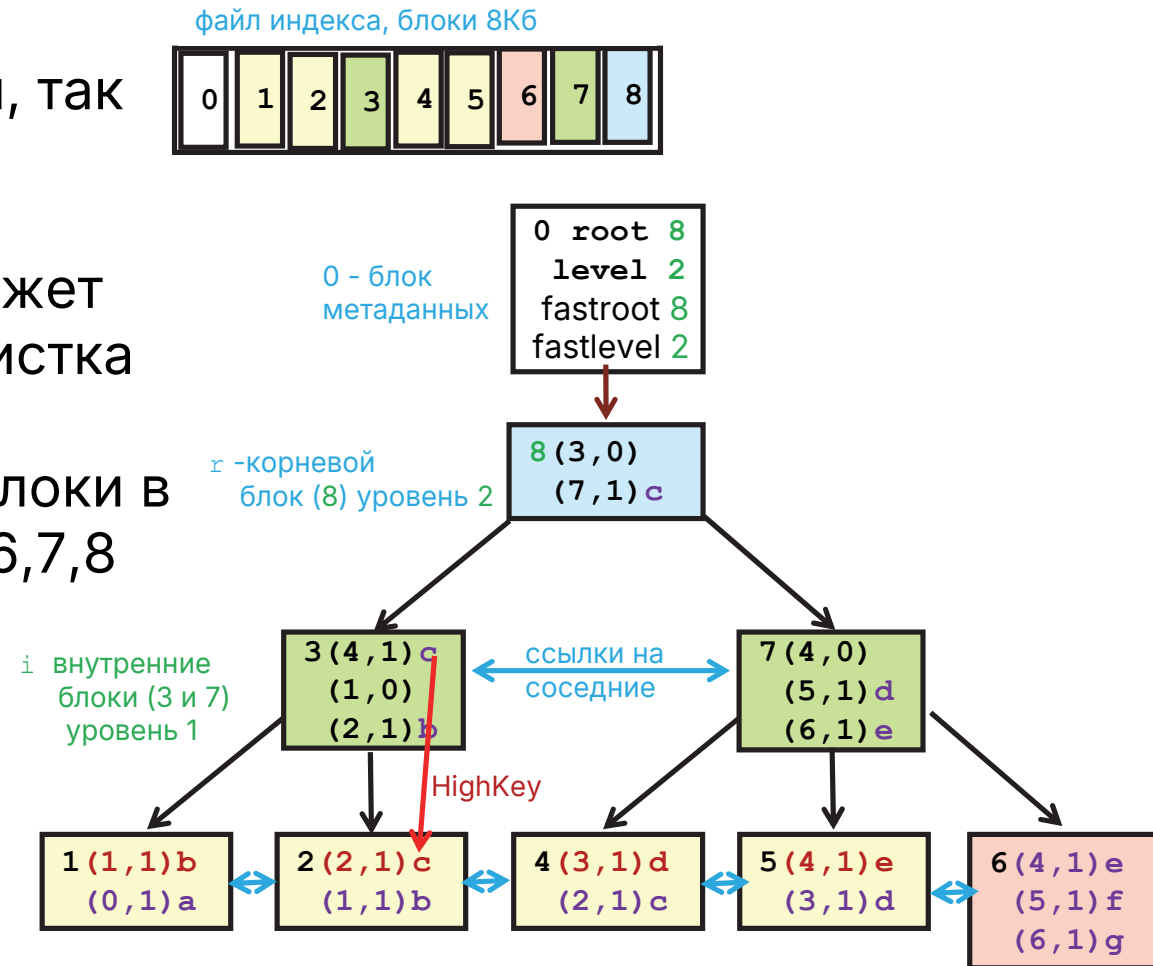 файл индекса, блоки 8Кб
, так
0 1 2 3 4 5 6 7 8
0 root 8
level 2
fastroot 8
fastlevel 2
0 - блок
метаданных
жет
истка
локи в
6,7,8
r -корневой
блок (8) уровень 2
8(3,0)
(7,1)c
i внутренние
блоки (3 и 7)
уровень 1
3(4,1)c
(1,0)
(2,1)b
ссылки на
соседние
7(4,0)
(5,1)d
(6,1)e
HighKey
1(1,1)b
(0,1)a
2(2,1)c
(1,1)b
4(3,1)d
(2,1)c
5(4,1)e
(3,1)d
6(4,1)e
(5,1)f
(6,1)g